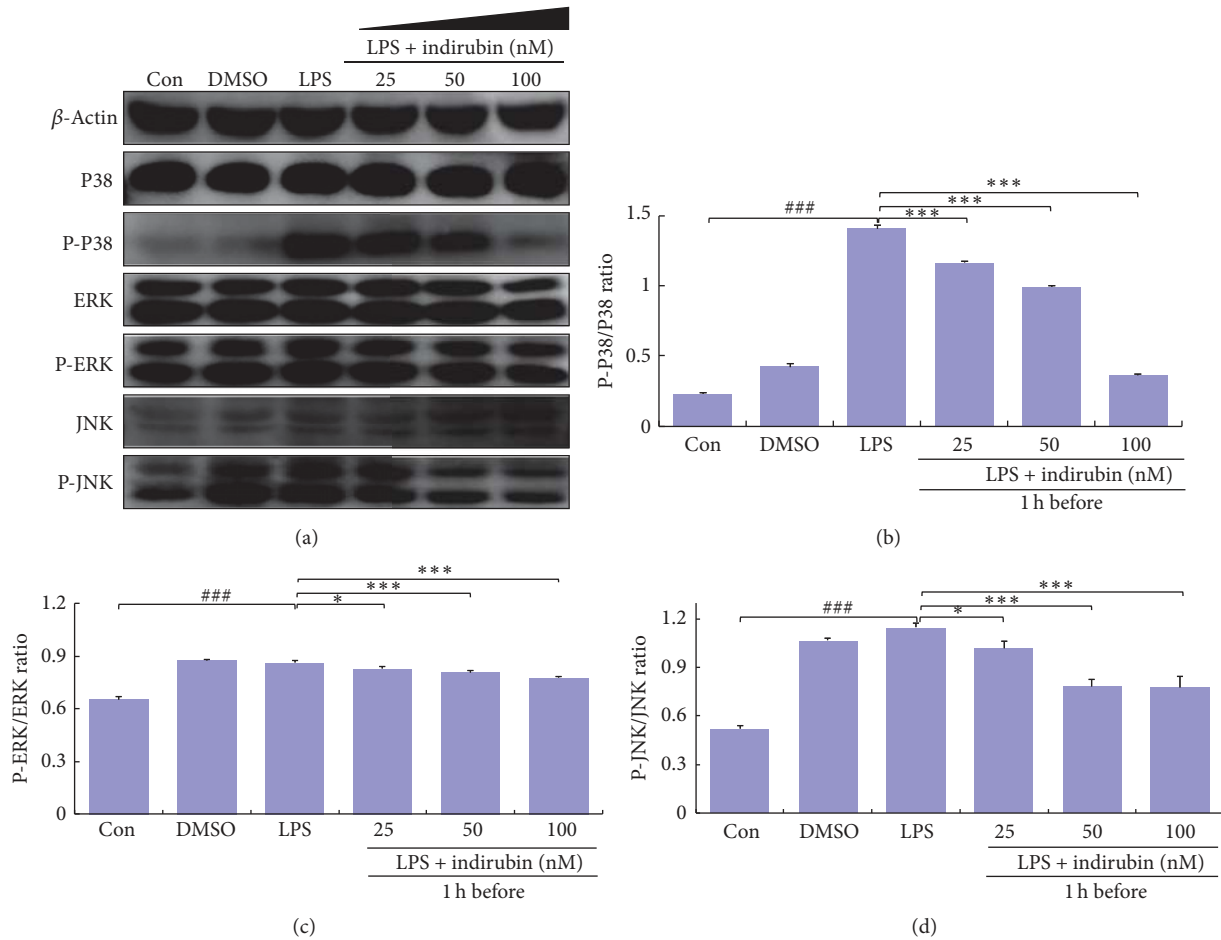 LPS + indirubin (nM)
Con DMSO LPS 25 50 100
β-Actin
P38
P-P38
ERK
P-ERK
JNK
P-JNK
(a)
P-P38/P38 ratio
1.5
1
0.5
0
###
***
***
***
Con DMSO LPS 25 50 100
LPS + indirubin (nM)
1 h before
(b)
P-ERK/ERK ratio
1.2
0.9
0.6
0.3
0
###
*
***
***
Con DMSO LPS 25 50 100
LPS + indirubin (nM)
1 h before
(c)
P-JNK/JNK ratio
1.2
0.9
0.6
0.3
0
###
*
***
***
Con DMSO LPS 25 50 100
LPS + indirubin (nM)
1 h before
(d)